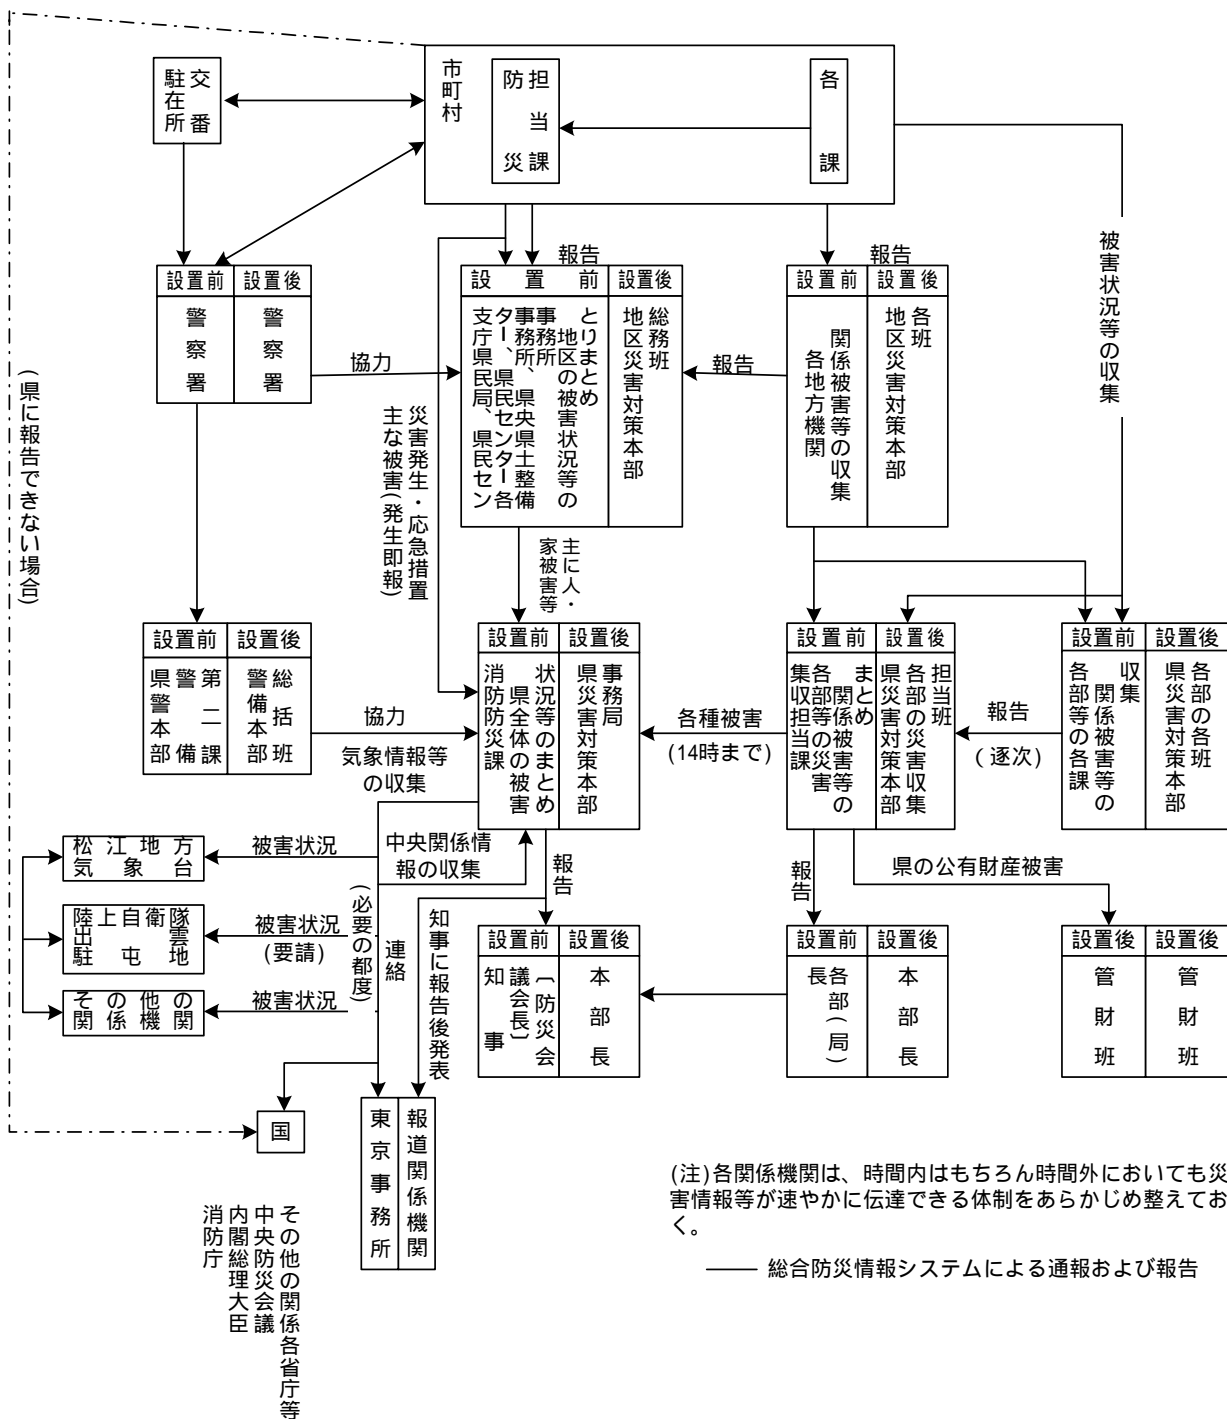 市町村
防災
担当課
各課
交番
駐在所
報告
報告
被害状況等の収集
設置前
設置後
警察署
警察署
設置前
設置後
支庁県民局、県民セン
ター、県民センター各
事務所、県央県土整備
事務所
地区の被害状況等の
とりまとめ
総務班
地区災害対策本部
設置前
設置後
関係被害等の収集
各地方機関
各班
地区災害対策本部
協力
報告
(県に報告できない場合)
災害発生・応急措置
主な被害(発生即報)
主に人・
家被害等
設置前
設置後
県警本部
警備
第二課
警備本部
総括班
設置前
設置後
消防防災課
県全体の被害
状況等のまとめ
事務局
県災害対策本部
設置前
設置後
各部等の災害
集収担当課
関係被害等の
まとめ
担当班
各部の災害収集
県災害対策本部
設置前
設置後
収集
関係被害等の
各部等の各課
各部の各班
県災害対策本部
協力
気象情報等
の収集
各種被害
(14時まで)
報告
(逐次)
松江地方
気象台
被害状況
中央関係情
報の収集
報告
報告
県の公有財産被害
陸上自衛隊
出雲
駐屯地
被害状況
(要請)
(必要の都度)
連絡
知事に報告後発表
その他の
関係機関
被害状況
設置前
設置後
知事
〔防災会
議会長〕
本部長
設置前
設置後
各部(局)
長
本部長
設置後
設置後
管財班
管財班
国
東京事務所
報道関係機関
その他の関係各省庁等
中央防災会議
内閣総理大臣
消防庁
(注)各関係機関は、時間内はもちろん時間外においても災
害情報等が速やかに伝達できる体制をあらかじめ整えてお
く。
総合防災情報システムによる通報および報告